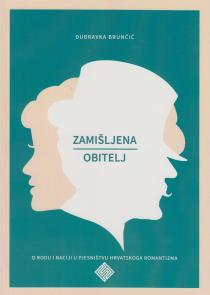 DUBRAVKA BRUNČIĆ
ZAMIŠLJENA
OBITELJ
O RODU I NACIJI U PJESNIŠTVU HRVATSKOGA ROMANTIZMA